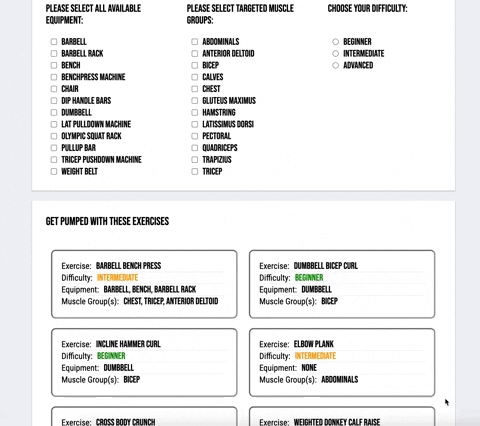 PLEASE SELECT ALL AVAILABLE
EQUIPMENT:
BARBELL
BARBELL RACK
BENCH
BENCHPRESS MACHINE
CHAIR
DIP HANDLE BARS
DUMBBELL
LAT PULLDOWN MACHINE
OLYMPIC SQUAT RACK
PULLUP BAR
TRICEP PUSHDOWN MACHINE
WEIGHT BELT
PLEASE SELECT TARGETED MUSCLE
GROUPS:
ABDOMINALS
ANTERIOR DELTOID
BICEP
CALVES
CHEST
GLUTEUS MAXIMUS
HAMSTRING
LATISSIMUS DORSI
PECTORAL
QUADRICEPS
TRAPIZIUS
TRICEP
CHOOSE YOUR DIFFICULTY:
BEGINNER
INTERMEDIATE
ADVANCED
GET PUMPED WITH THESE EXERCISES
Exercise: BARBELL BENCH PRESS
Difficulty: INTERMEDIATE
Equipment: BARBELL, BENCH, BARBELL RACK
Muscle Group(s): CHEST, TRICEP, ANTERIOR DELTOID
Exercise: DUMBBELL BICEP CURL
Difficulty: BEGINNER
Equipment: DUMBBELL
Muscle Group(s): BICEP
Exercise: INCLINE HAMMER CURL
Difficulty: BEGINNER
Equipment: DUMBBELL
Muscle Group(s): BICEP
Exercise: ELBOW PLANK
Difficulty: INTERMEDIATE
Equipment: NONE
Muscle Group(s): ABDOMINALS
Exercise: CROSS BODY CRUNCH
Exercise: WEIGHTED DONKEY CALF RAISE